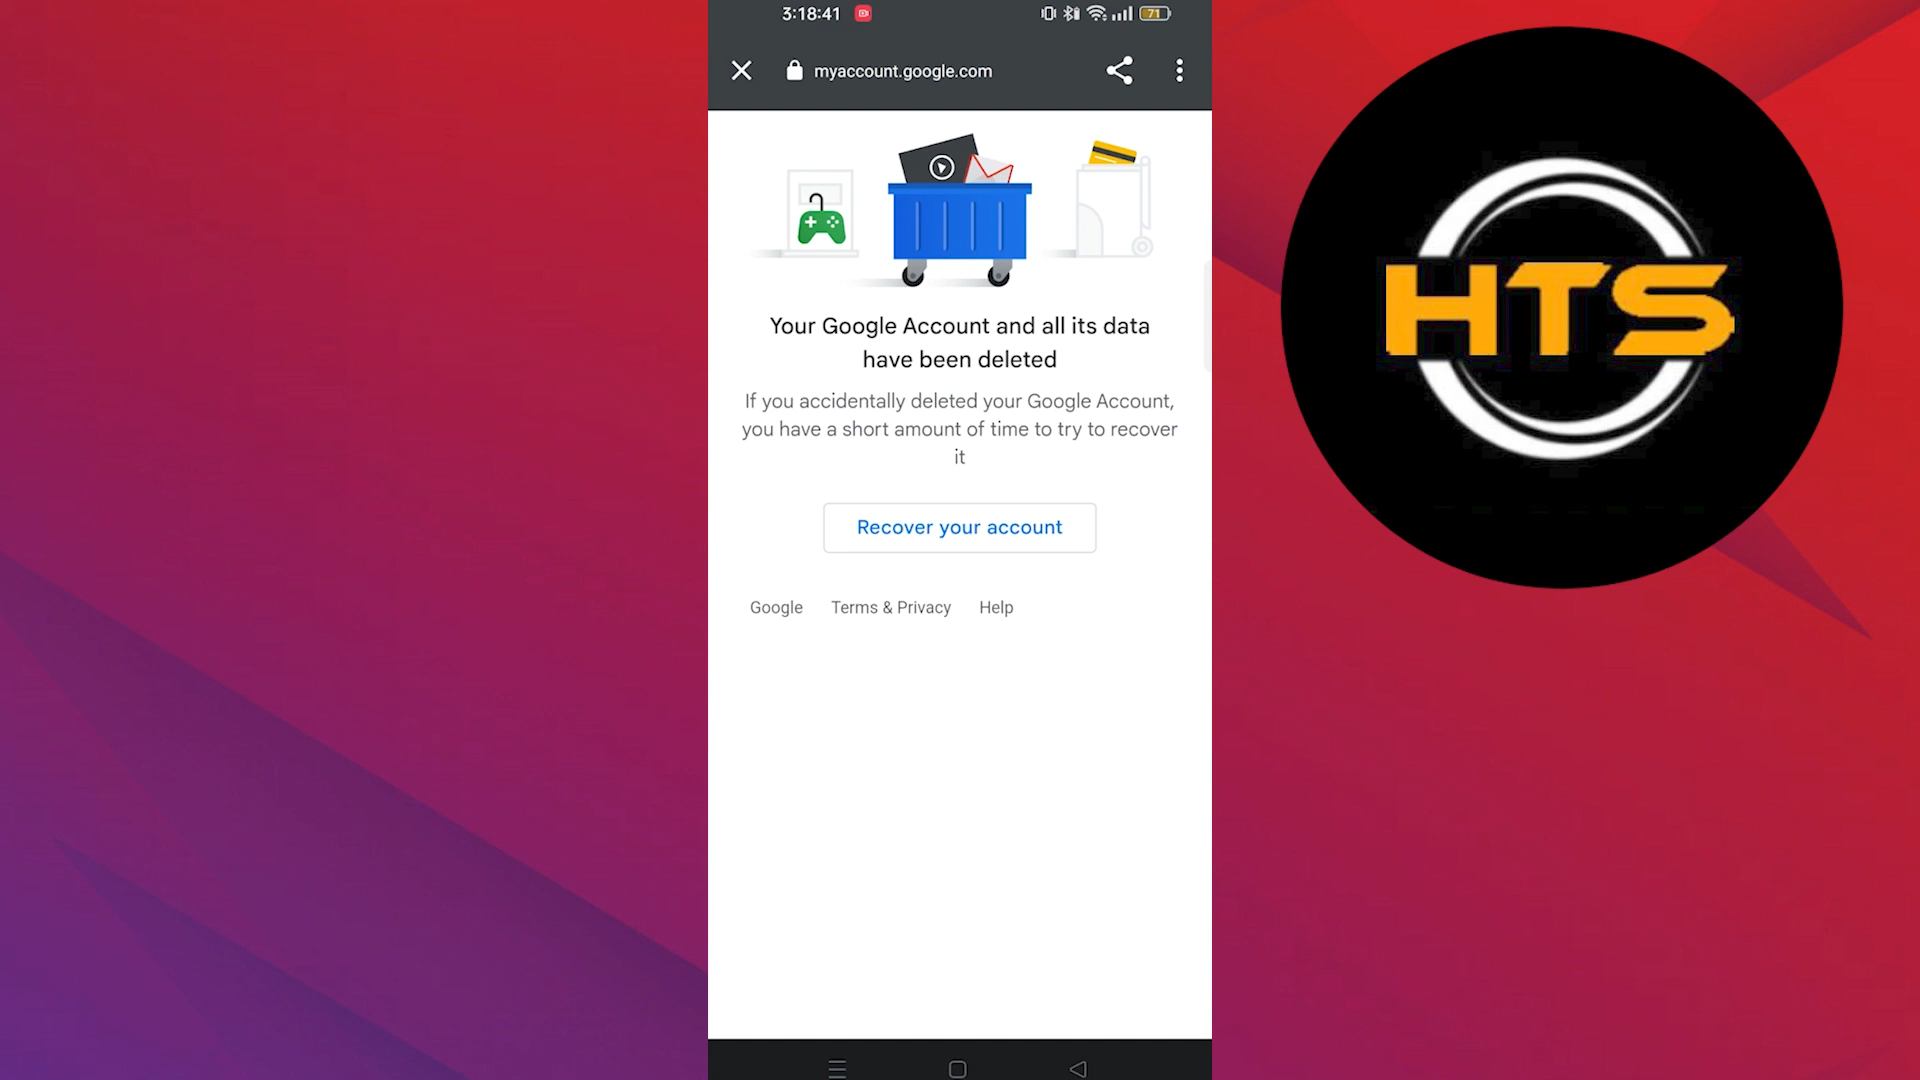 3:18:41
71
myaccount.google.com
Your Google Account and all its data
have been deleted
If you accidentally deleted your Google Account,
you have a short amount of time to try to recover
it
Recover your account
Google Terms & Privacy Help
HTS